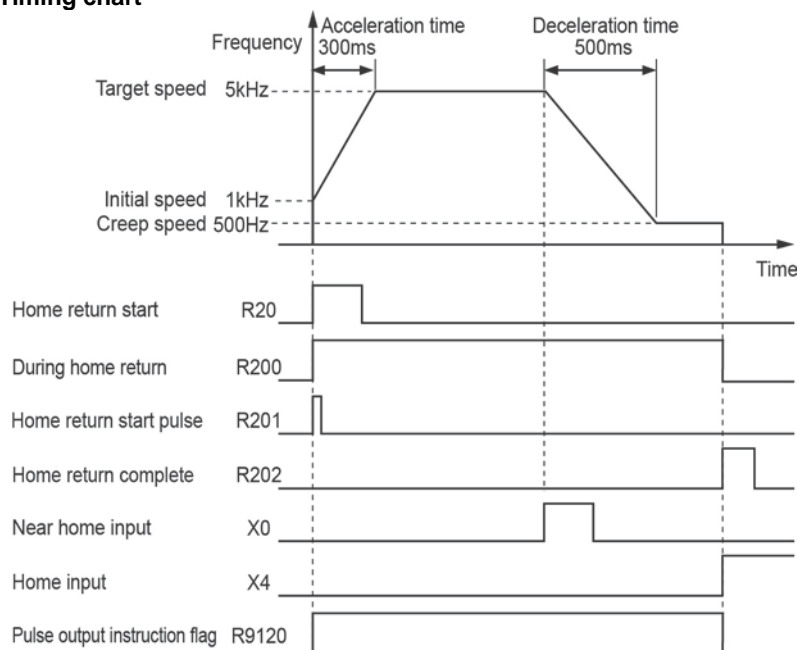 Timing chart
Frequency
Acceleration time
300ms
Deceleration time
500ms
Target speed 5kHz
Initial speed 1kHz
Creep speed 500Hz
Time
Home return start R20
During home return R200
Home return start pulse R201
Home return complete R202
Near home input X0
Home input X4
Pulse output instruction flag R9120